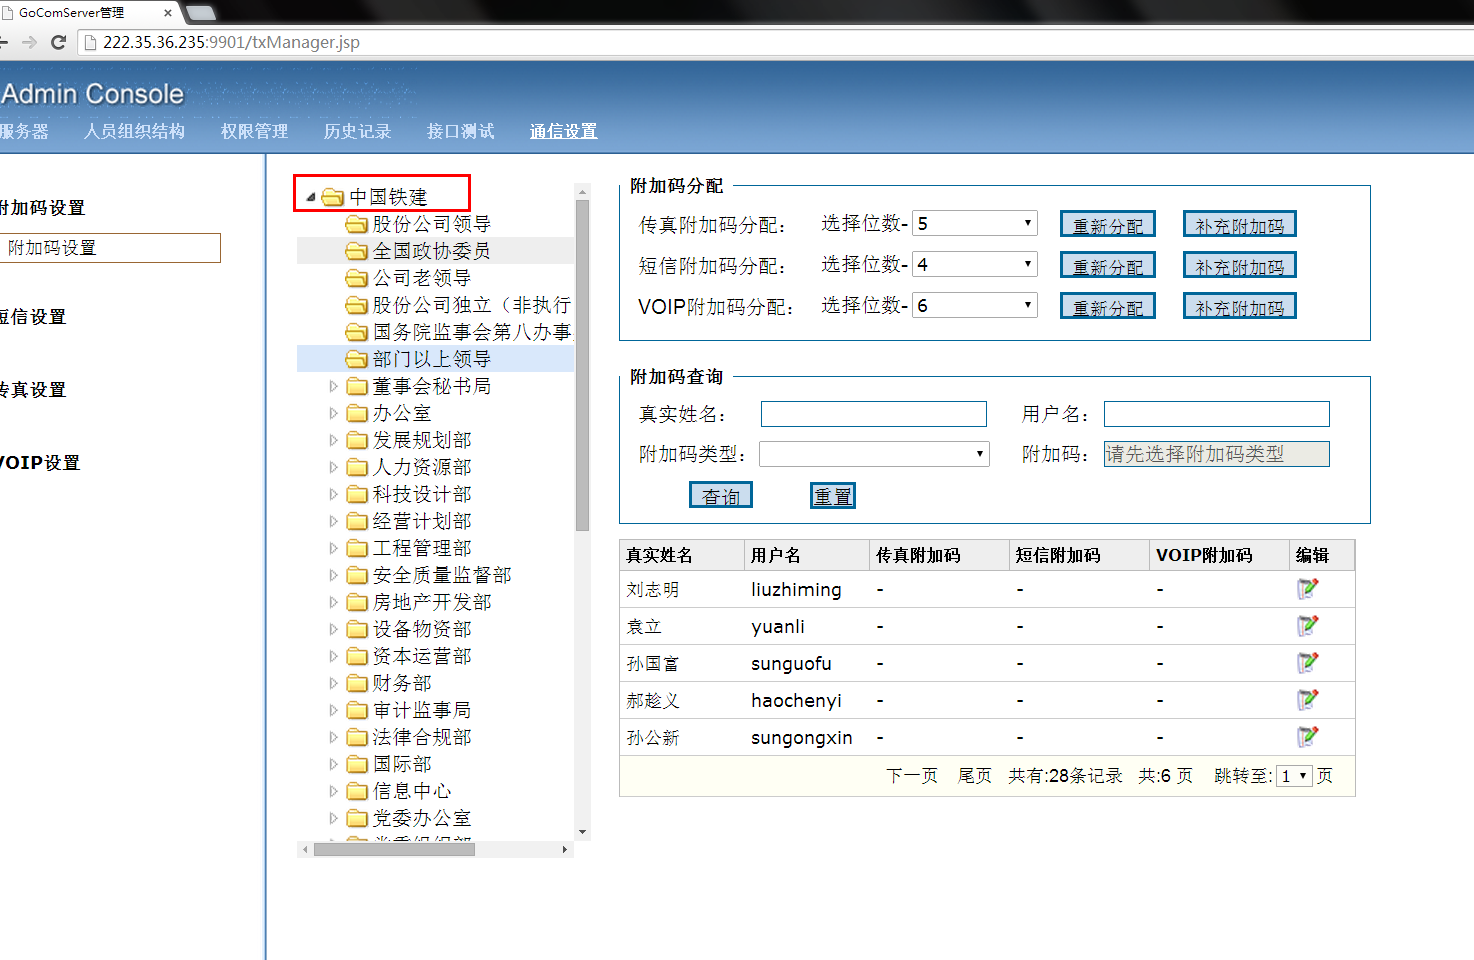 GoComServer管理
222.35.36.235:9901/txManager.jsp
Admin Console
服务器 人员组织结构 权限管理 历史记录 接口测试 通信设置
附加码设置
附加码设置
短信设置
传真设置
VOIP设置
中国铁建
股份公司领导
全国政协委员
公司老领导
股份公司独立（非执行
国务院监事会第八办事
部门以上领导
董事会秘书局
办公室
发展规划部
人力资源部
科技设计部
经营计划部
工程管理部
安全质量监督部
房地产开发部
设备物资部
资本运营部
财务部
审计监事局
法律合规部
国际部
信息中心
党委办公室
附加码分配
传真附加码分配： 选择位数- 5 重新分配 补充附加码
短信附加码分配： 选择位数- 4 重新分配 补充附加码
VOIP附加码分配： 选择位数- 6 重新分配 补充附加码
附加码查询
真实姓名： 用户名：
附加码类型： 附加码： 请先选择附加码类型
查询 重置
真实姓名 用户名 传真附加码 短信附加码 VOIP附加码 编辑
刘志明 liuzhiming - - -
袁立 yuanli - - -
孙国富 sunguofu - - -
郝趁义 haochenyi - - -
孙公新 sungongxin - - -
下一页 尾页 共有:28条记录 共:6 页 跳转至: 1 页